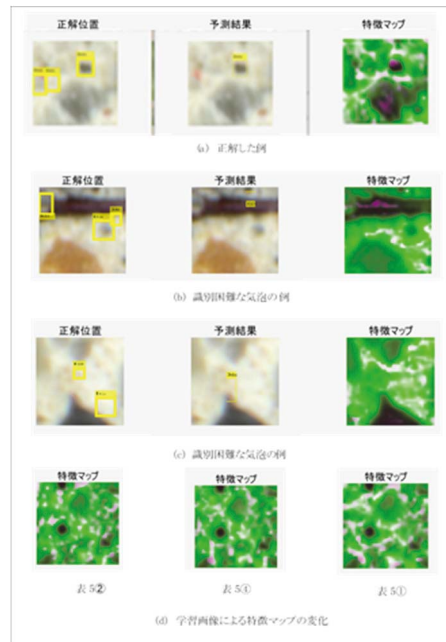 正解位置 予測結果 特徴マップ
(a) 正解した例
正解位置 予測結果 特徴マップ
(b) 識別困難な気泡の例
正解位置 予測結果 特徴マップ
(c) 識別困難な気泡の例
特徴マップ 特徴マップ 特徴マップ
表 5② 表 5④ 表 5①
(d) 学習画像による特徴マップの変化